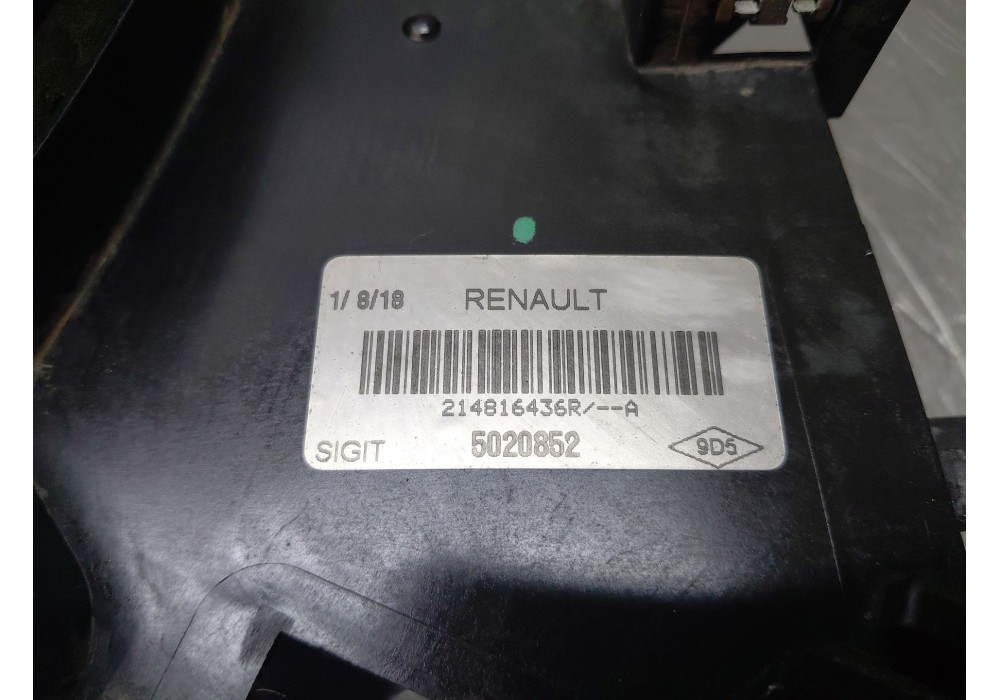 1/ 8/18 RENAULT
214816436R/--A
SIGIT 5020852 9D5